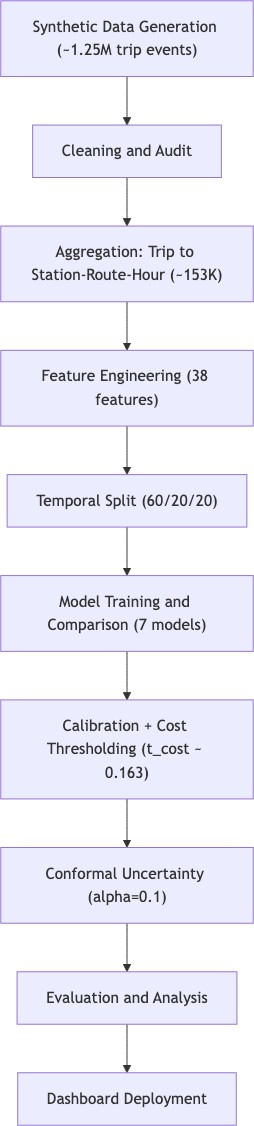 Synthetic Data Generation
(~1.25M trip events)
Cleaning and Audit
Aggregation: Trip to
Station-Route-Hour (~153K)
Feature Engineering (38
features)
Temporal Split (60/20/20)
Model Training and
Comparison (7 models)
Calibration + Cost
Thresholding (t_cost ~
0.163)
Conformal Uncertainty
(alpha=0.1)
Evaluation and Analysis
Dashboard Deployment